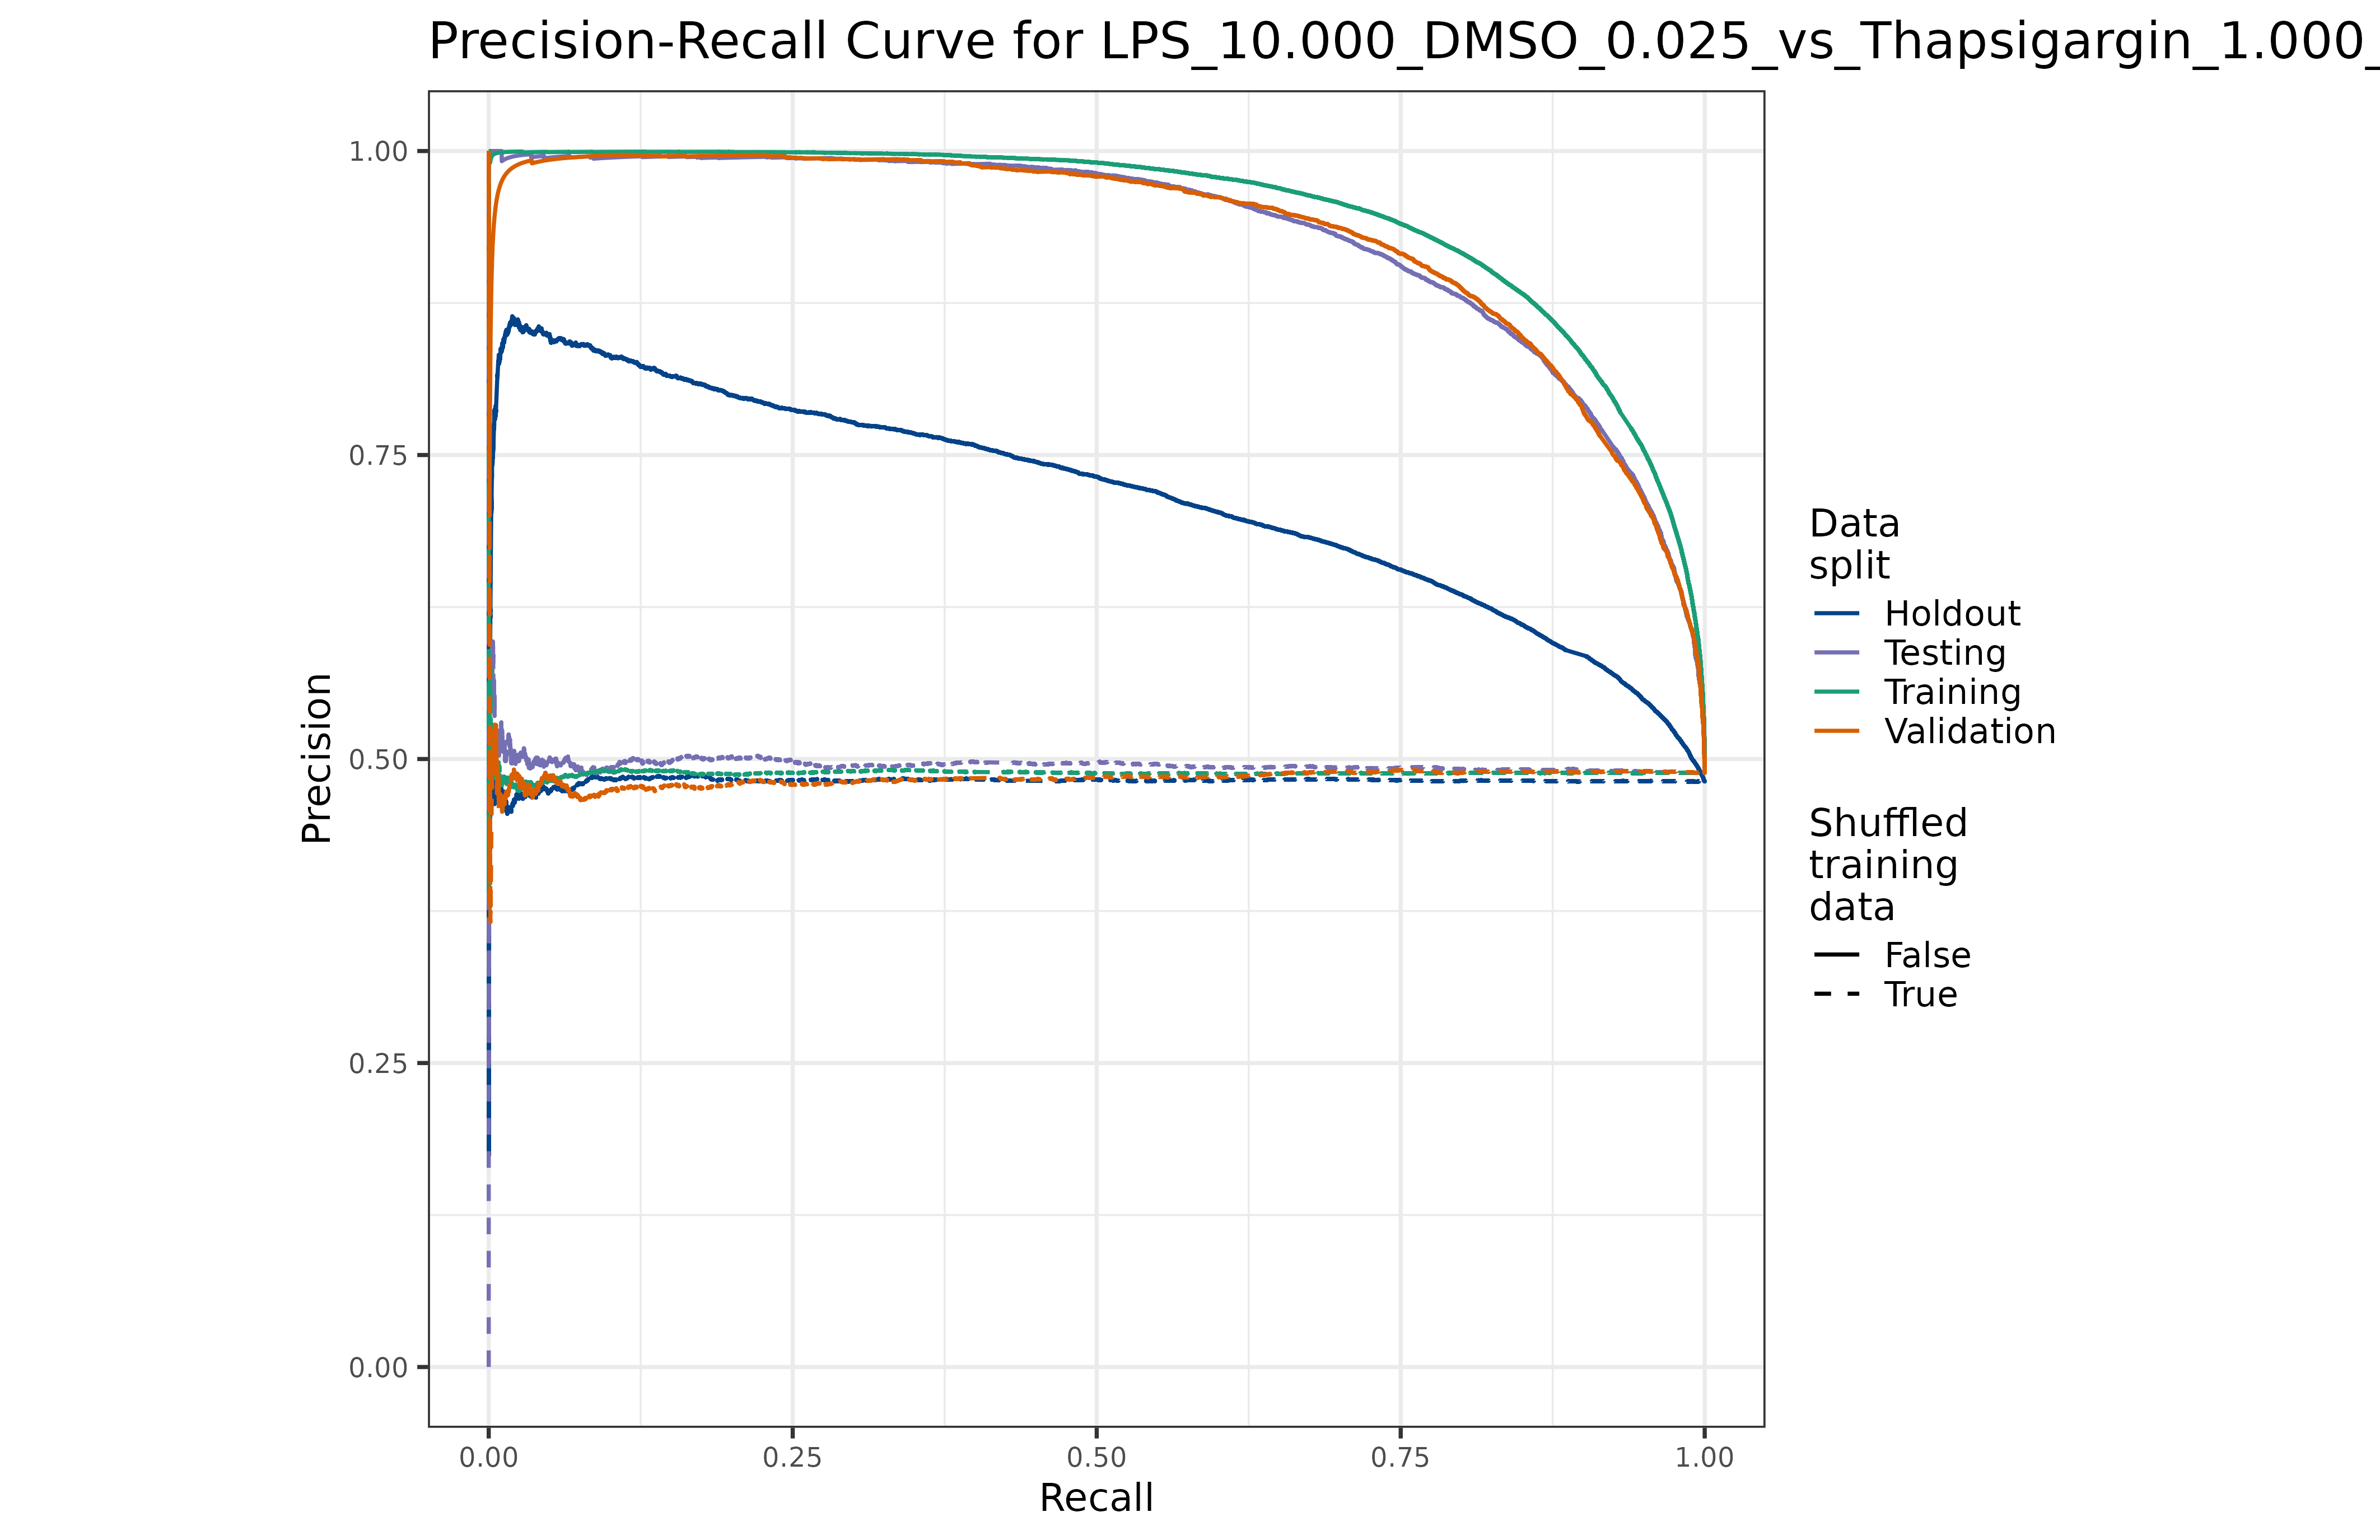 Precision-Recall Curve for LPS_10.000_DMSO_0.025_vs_Thapsigargin_1.000_
1.00
0.75
0.50
0.25
0.00
Precision
0.00 0.25 0.50 0.75 1.00
Recall
Data
split
Holdout
Testing
Training
Validation
Shuffled
training
data
False
True